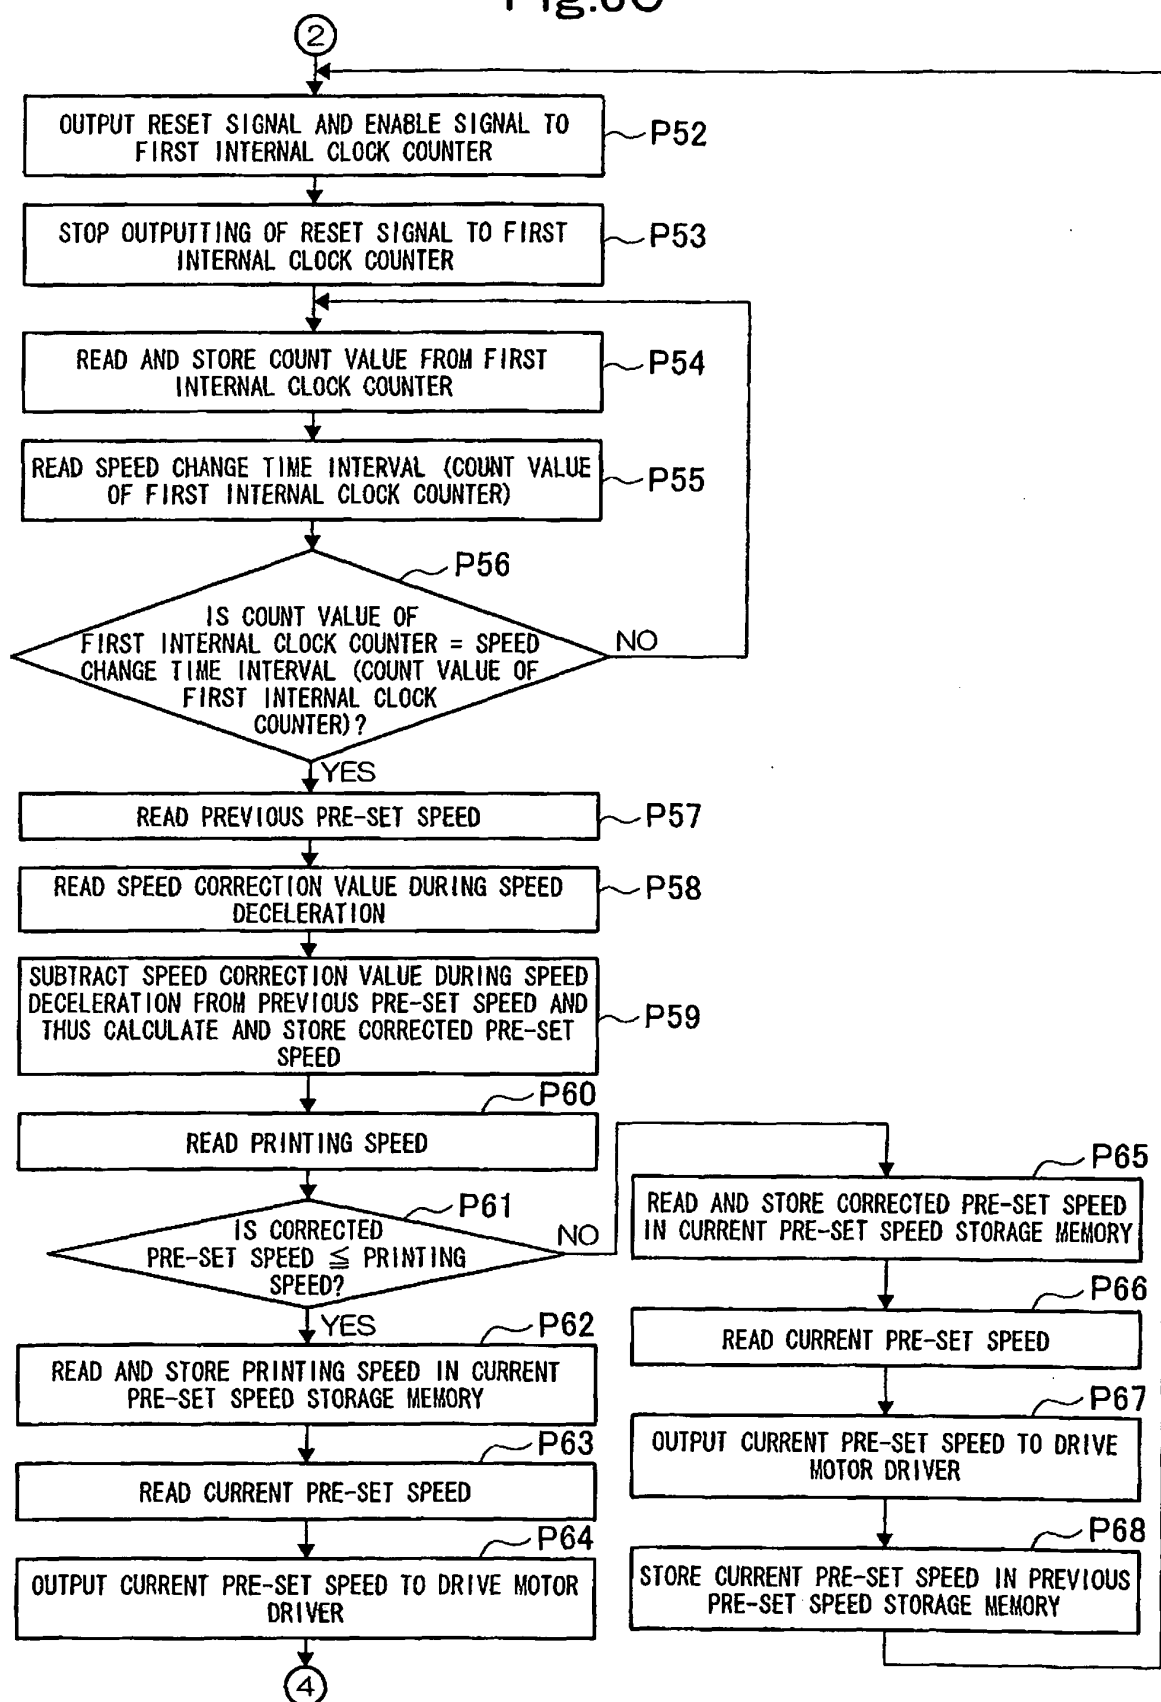 ②
OUTPUT RESET SIGNAL AND ENABLE SIGNAL TO
FIRST INTERNAL CLOCK COUNTER
P52
STOP OUTPUTTING OF RESET SIGNAL TO FIRST
INTERNAL CLOCK COUNTER
P53
READ AND STORE COUNT VALUE FROM FIRST
INTERNAL CLOCK COUNTER
P54
READ SPEED CHANGE TIME INTERVAL (COUNT VALUE
OF FIRST INTERNAL CLOCK COUNTER)
P55
P56
IS COUNT VALUE OF
FIRST INTERNAL CLOCK COUNTER = SPEED
CHANGE TIME INTERVAL (COUNT VALUE OF
FIRST INTERNAL CLOCK
COUNTER)?
NO
YES
READ PREVIOUS PRE-SET SPEED
P57
READ SPEED CORRECTION VALUE DURING SPEED
DECELERATION
P58
SUBTRACT SPEED CORRECTION VALUE DURING SPEED
DECELERATION FROM PREVIOUS PRE-SET SPEED AND
THUS CALCULATE AND STORE CORRECTED PRE-SET
SPEED
P59
P60
READ PRINTING SPEED
P61
IS CORRECTED
PRE-SET SPEED ≦ PRINTING
SPEED?
NO
YES
P62
READ AND STORE PRINTING SPEED IN CURRENT
PRE-SET SPEED STORAGE MEMORY
P63
READ CURRENT PRE-SET SPEED
P64
OUTPUT CURRENT PRE-SET SPEED TO DRIVE MOTOR
DRIVER
④
P65
READ AND STORE CORRECTED PRE-SET SPEED
IN CURRENT PRE-SET SPEED STORAGE MEMORY
P66
READ CURRENT PRE-SET SPEED
P67
OUTPUT CURRENT PRE-SET SPEED TO DRIVE
MOTOR DRIVER
P68
STORE CURRENT PRE-SET SPEED IN PREVIOUS
PRE-SET SPEED STORAGE MEMORY